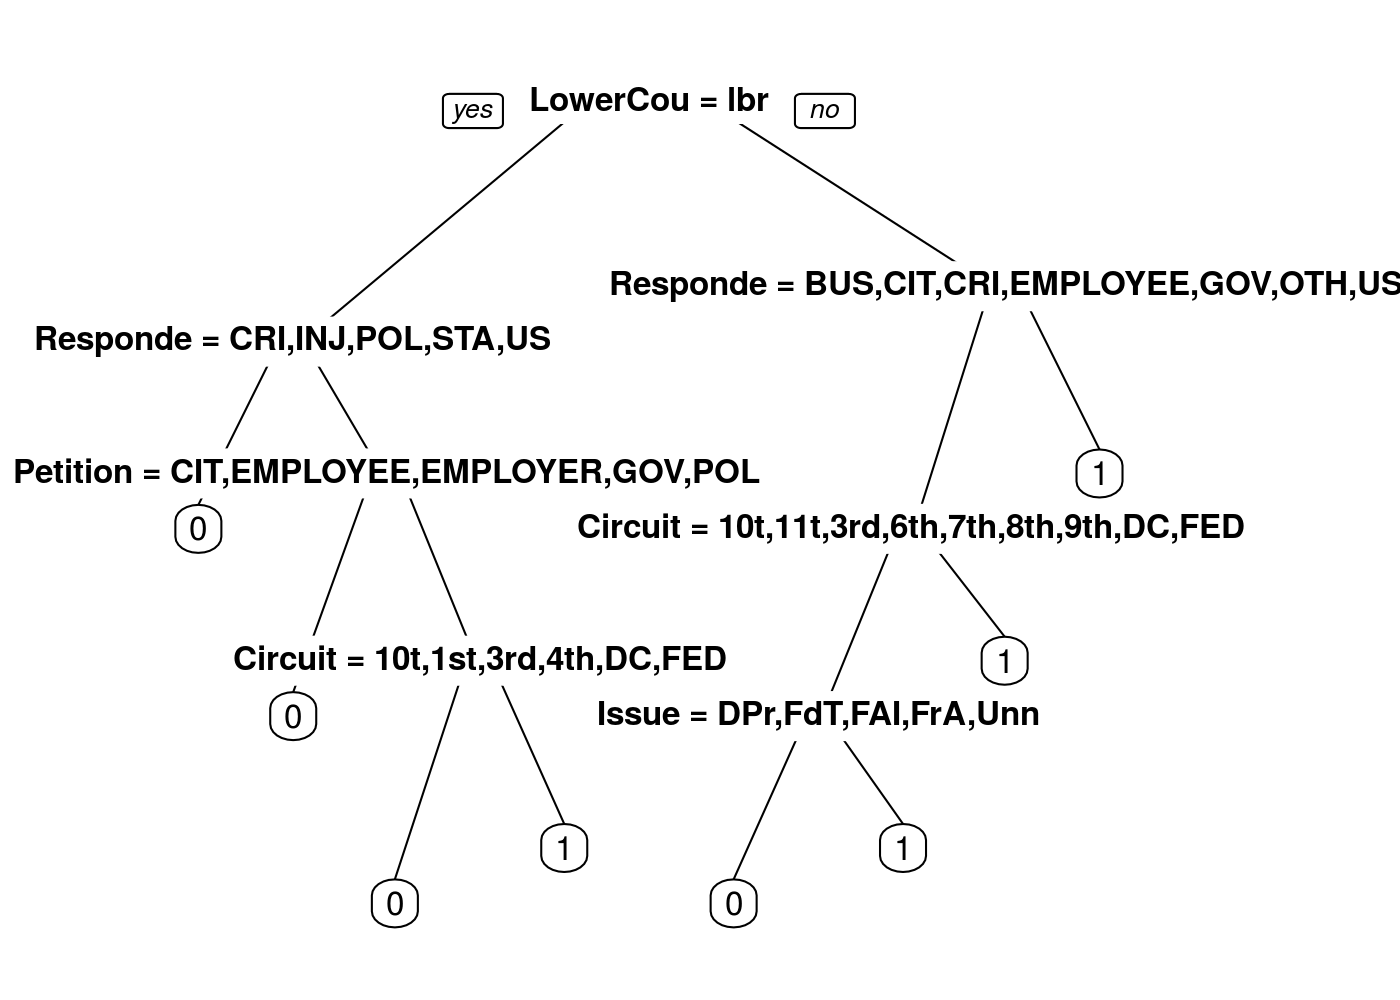 yes LowerCou = lbr no
Responde = BUS,CIT,CRI,EMPLOYEE,GOV,OTH,US
Responde = CRI,INJ,POL,STA,US
Petition = CIT,EMPLOYEE,EMPLOYER,GOV,POL
1
0
Circuit = 10t,11t,3rd,6th,7th,8th,9th,DC,FED
Circuit = 10t,1st,3rd,4th,DC,FED
1
0
Issue = DPr,FdT,FAI,FrA,Unn
1
1
0
0